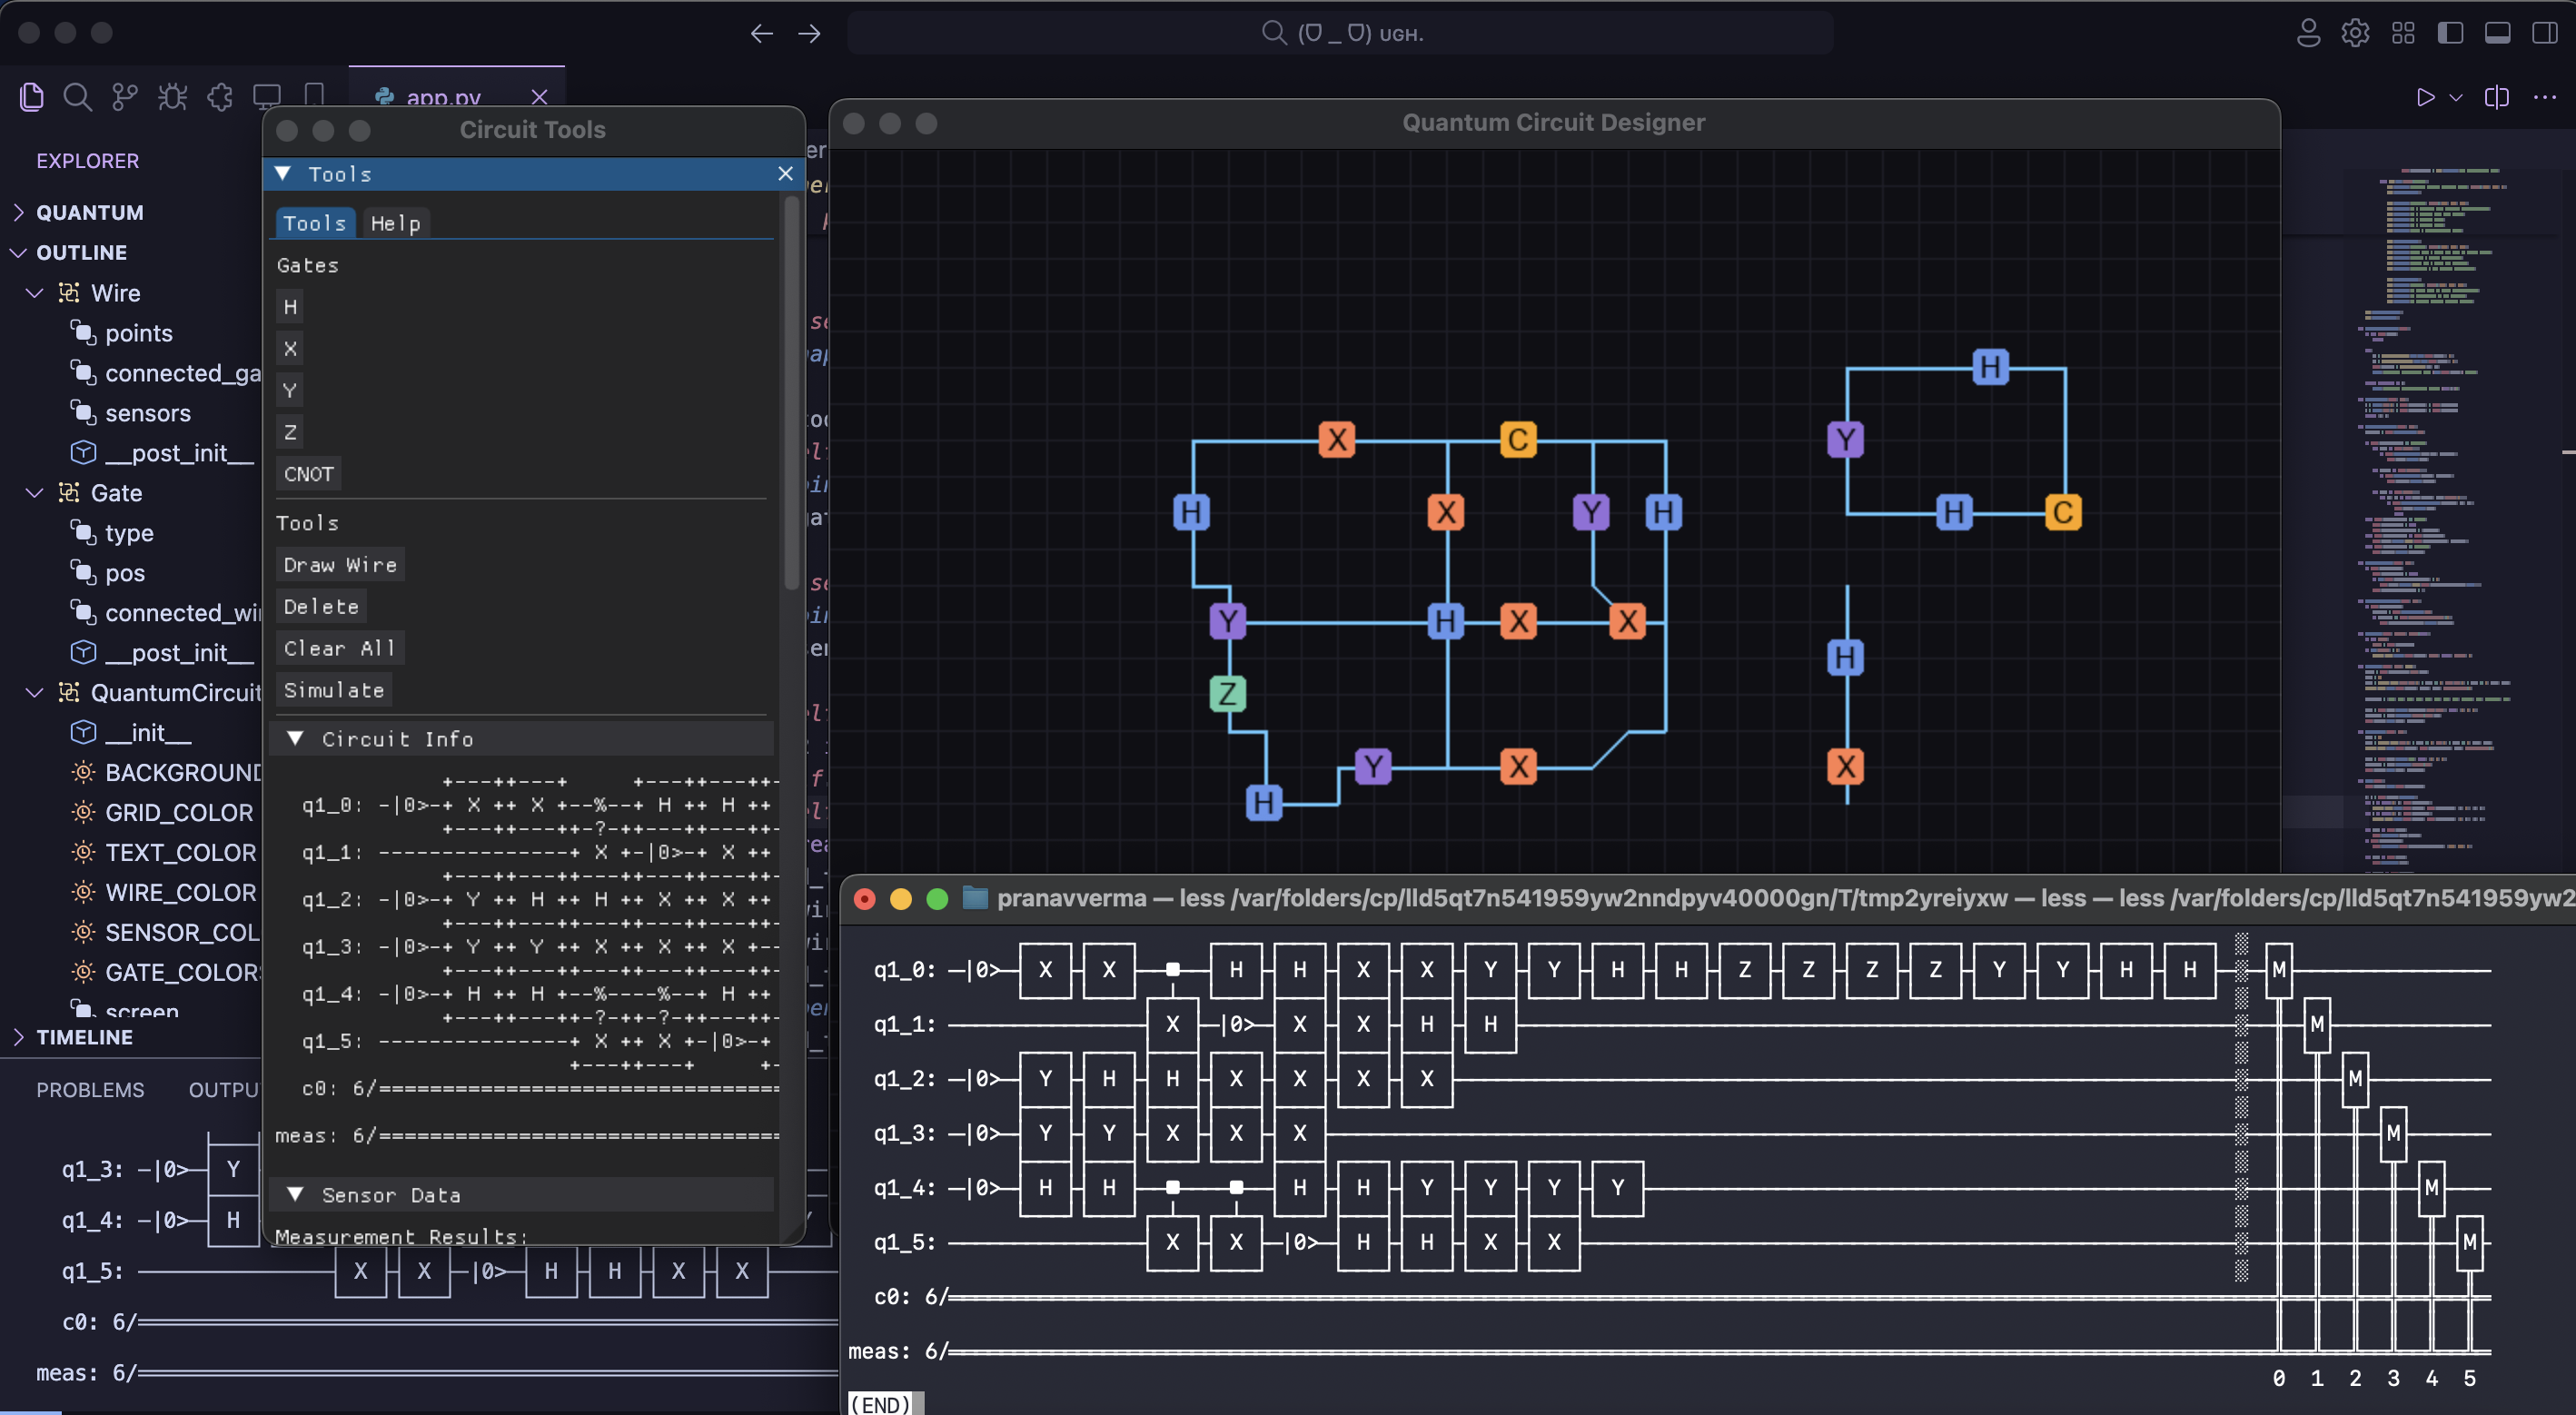 (ᗜ _ ᗜ) UGH.
app.py
EXPLORER
QUANTUM
OUTLINE
Wire
points
connected_ga
sensors
__post_init__
Gate
type
pos
connected_wi
__post_init__
QuantumCircuit
__init__
BACKGROUND
GRID_COLOR
TEXT_COLOR
WIRE_COLOR
SENSOR_COL
GATE_COLORS
screen
TIMELINE
PROBLEMS OUTPU
q1_3: -|0>- Y
q1_4: -|0>- H
q1_5: X X -|0>- H H X X
c0: 6/
meas: 6/
Circuit Tools
Tools
Tools Help
Gates
H
X
Y
Z
CNOT
Tools
Draw Wire
Delete
Clear All
Simulate
Circuit Info
+---++---+ +---++---++-
q1_0: -|0>-+ X ++ X +--%--+ H ++ H ++
+---++---++-?-++---++---++-
q1_1: ---------------+ X +-|0>-+ X ++
+---++---++---++---++---++-
q1_2: -|0>-+ Y ++ H ++ H ++ X ++ X ++
+---++---++---++---++---++-
q1_3: -|0>-+ Y ++ Y ++ X ++ X ++ X +--
+---++---++---++---++---++-
q1_4: -|0>-+ H ++ H +--%----%--+ H ++
+---++---++-?-++-?-++---++-
q1_5: ---------------+ X ++ X +-|0>-+
+---++---+ +-
c0: 6/===============================
meas: 6/===============================
Sensor Data
Measurement Results:
Quantum Circuit Designer
H
X C Y
H X Y H H C
Y H X X
H
Z
Y X X
H
pranavverma — less /var/folders/cp/lld5qt7n541959yw2nndpyv40000gn/T/tmp2yreiyxw — less — less /var/folders/cp/lld5qt7n541959yw2
q1_0: -|0>- X X H H X X Y Y H H Z Z Z Z Y Y H H M
q1_1: X -|0>- X X H H M
q1_2: -|0>- Y H H X X X X M
q1_3: -|0>- Y Y X X X M
q1_4: -|0>- H H H H Y Y Y Y M
q1_5: X X -|0>- H H X X M
c0: 6/
meas: 6/
0 1 2 3 4 5
(END)